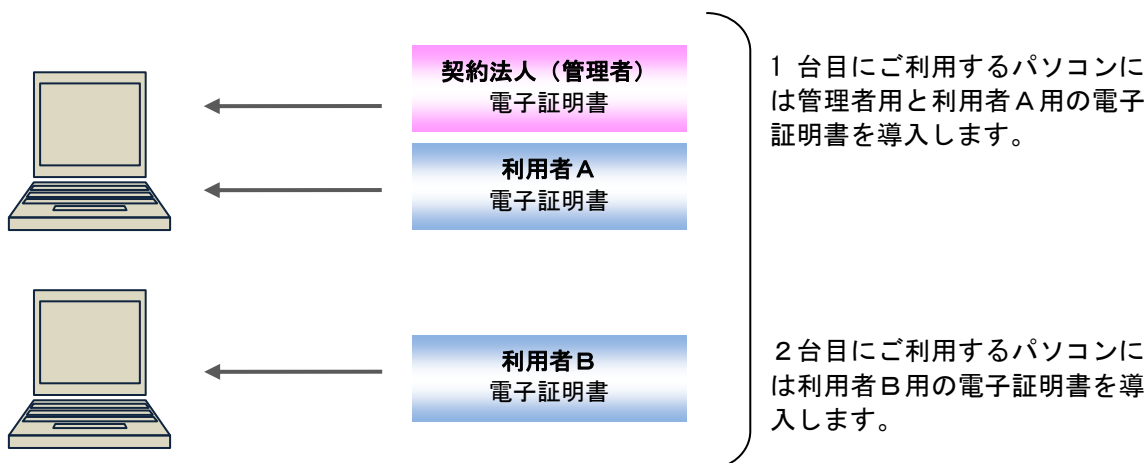 契約法人（管理者）
電子証明書
利用者Ａ
電子証明書
利用者Ｂ
電子証明書
1 台目にご利用するパソコンに
は管理者用と利用者Ａ用の電子
証明書を導入します。
２台目にご利用するパソコンに
は利用者Ｂ用の電子証明書を導
入します。